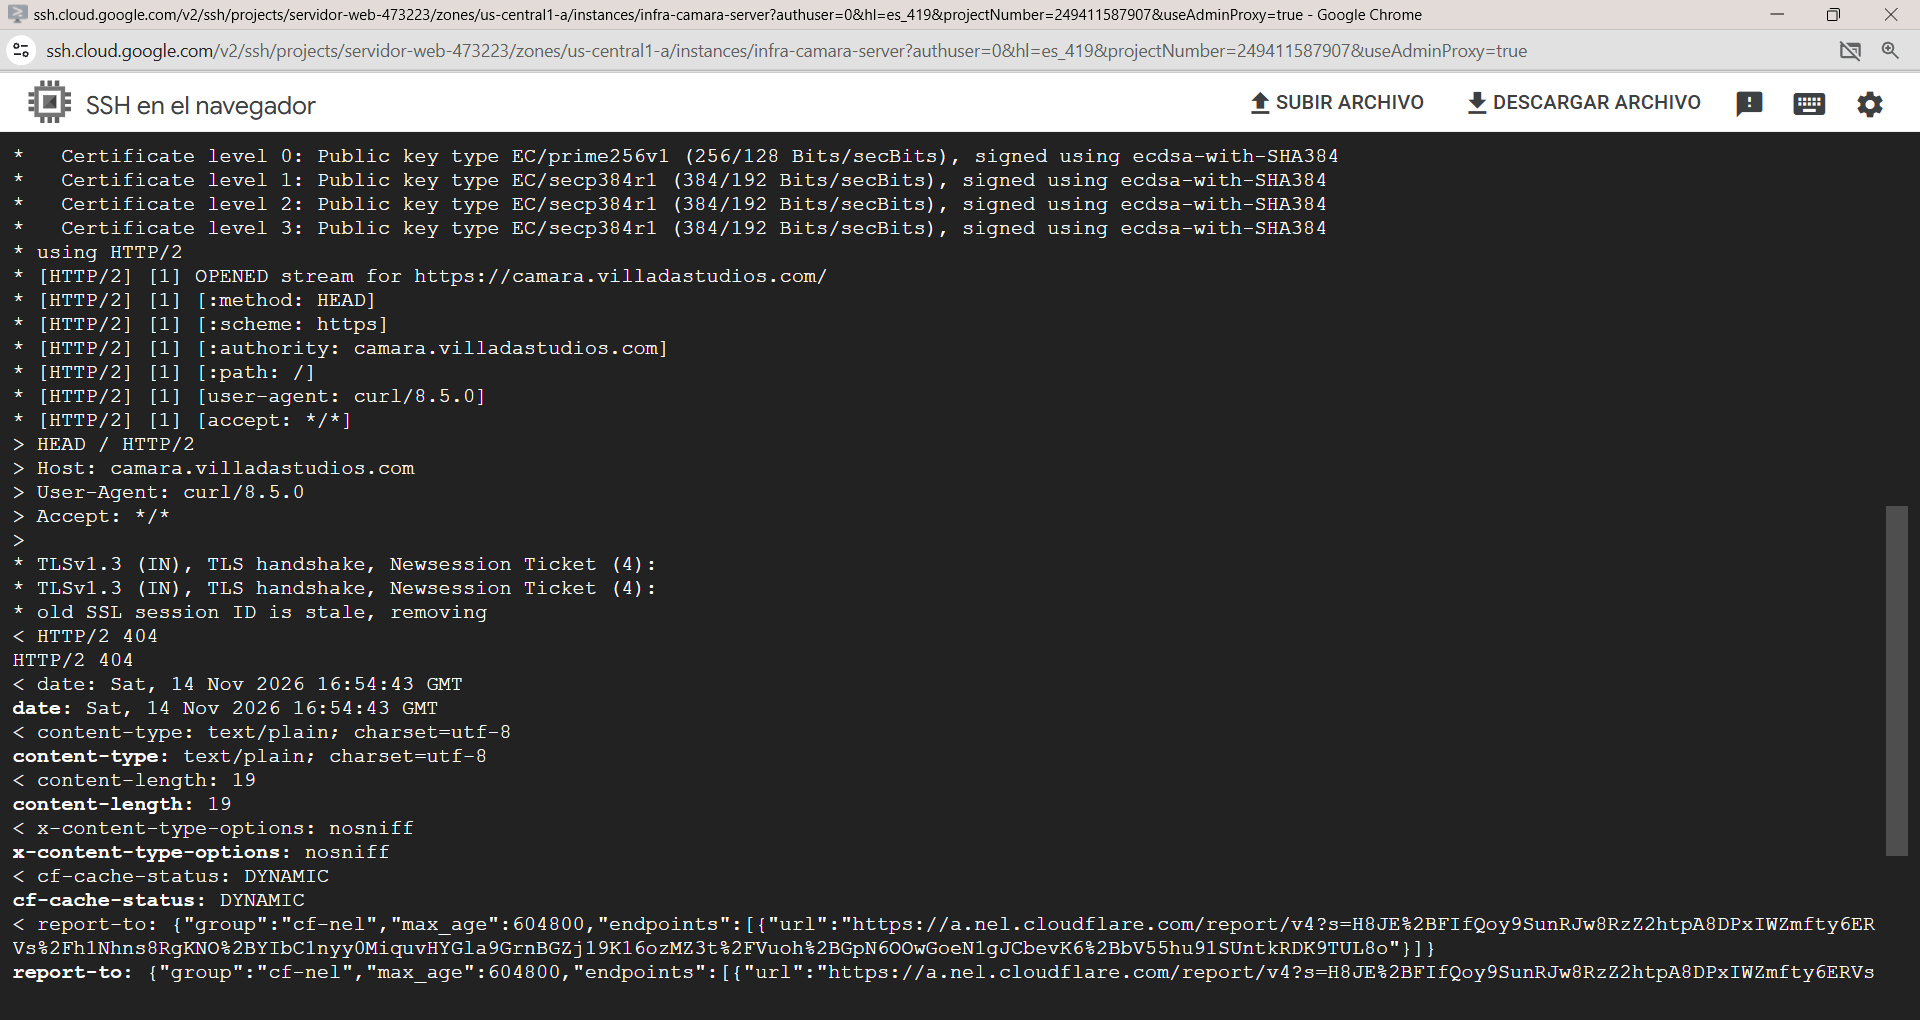 ssh.cloud.google.com/v2/ssh/projects/servidor-web-473223/zones/us-central1-a/instances/infra-camara-server?authuser=0&hl=es_419&projectNumber=249411587907&useAdminProxy=true - Google Chrome
ssh.cloud.google.com/v2/ssh/projects/servidor-web-473223/zones/us-central1-a/instances/infra-camara-server?authuser=0&hl=es_419&projectNumber=249411587907&useAdminProxy=true
SSH en el navegador SUBIR ARCHIVO DESCARGAR ARCHIVO
*   Certificate level 0: Public key type EC/prime256v1 (256/128 Bits/secBits), signed using ecdsa-with-SHA384
*   Certificate level 1: Public key type EC/secp384r1 (384/192 Bits/secBits), signed using ecdsa-with-SHA384
*   Certificate level 2: Public key type EC/secp384r1 (384/192 Bits/secBits), signed using ecdsa-with-SHA384
*   Certificate level 3: Public key type EC/secp384r1 (384/192 Bits/secBits), signed using ecdsa-with-SHA384
* using HTTP/2
* [HTTP/2] [1] OPENED stream for https://camara.villadastudios.com/
* [HTTP/2] [1] [:method: HEAD]
* [HTTP/2] [1] [:scheme: https]
* [HTTP/2] [1] [:authority: camara.villadastudios.com]
* [HTTP/2] [1] [:path: /]
* [HTTP/2] [1] [user-agent: curl/8.5.0]
* [HTTP/2] [1] [accept: */*]
> HEAD / HTTP/2
> Host: camara.villadastudios.com
> User-Agent: curl/8.5.0
> Accept: */*
>
* TLSv1.3 (IN), TLS handshake, Newsession Ticket (4):
* TLSv1.3 (IN), TLS handshake, Newsession Ticket (4):
* old SSL session ID is stale, removing
< HTTP/2 404
HTTP/2 404
< date: Sat, 14 Nov 2026 16:54:43 GMT
date: Sat, 14 Nov 2026 16:54:43 GMT
< content-type: text/plain; charset=utf-8
content-type: text/plain; charset=utf-8
< content-length: 19
content-length: 19
< x-content-type-options: nosniff
x-content-type-options: nosniff
< cf-cache-status: DYNAMIC
cf-cache-status: DYNAMIC
< report-to: {"group":"cf-nel","max_age":604800,"endpoints":[{"url":"https://a.nel.cloudflare.com/report/v4?s=H8JE%2BFIfQoy9SunRJw8RzZ2htpA8DPxIWZmfty6ER
Vs%2Fh1Nhns8RgKNO%2BYIbC1nyy0MiquvHYGla9GrnBGZj19K16ozMZ3t%2FVuoh%2BGpN6OOwGoeN1gJCbevK6%2BbV55hu91SUntkRDK9TUL8o"}]}
report-to: {"group":"cf-nel","max_age":604800,"endpoints":[{"url":"https://a.nel.cloudflare.com/report/v4?s=H8JE%2BFIfQoy9SunRJw8RzZ2htpA8DPxIWZmfty6ERVs